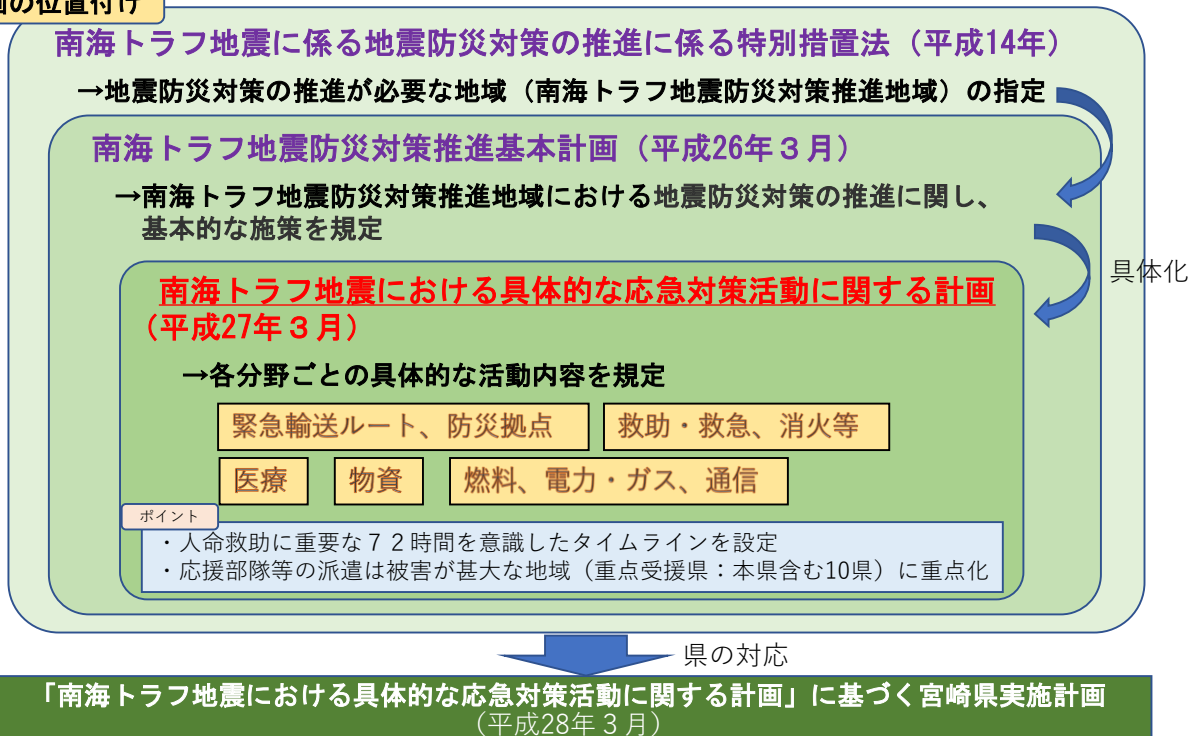 の位置付け
南海トラフ地震に係る地震防災対策の推進に係る特別措置法（平成14年）
→地震防災対策の推進が必要な地域（南海トラフ地震防災対策推進地域）の指定
南海トラフ地震防災対策推進基本計画（平成26年３月）
→南海トラフ地震防災対策推進地域における地震防災対策の推進に関し、
基本的な施策を規定
具体化
南海トラフ地震における具体的な応急対策活動に関する計画
（平成27年３月）
→各分野ごとの具体的な活動内容を規定
緊急輸送ルート、防災拠点
救助・救急、消火等
医療
物資
燃料、電力・ガス、通信
ポイント
・人命救助に重要な７２時間を意識したタイムラインを設定
・応援部隊等の派遣は被害が甚大な地域（重点受援県：本県含む10県）に重点化
県の対応
「南海トラフ地震における具体的な応急対策活動に関する計画」に基づく宮崎県実施計画
（平成28年３月）